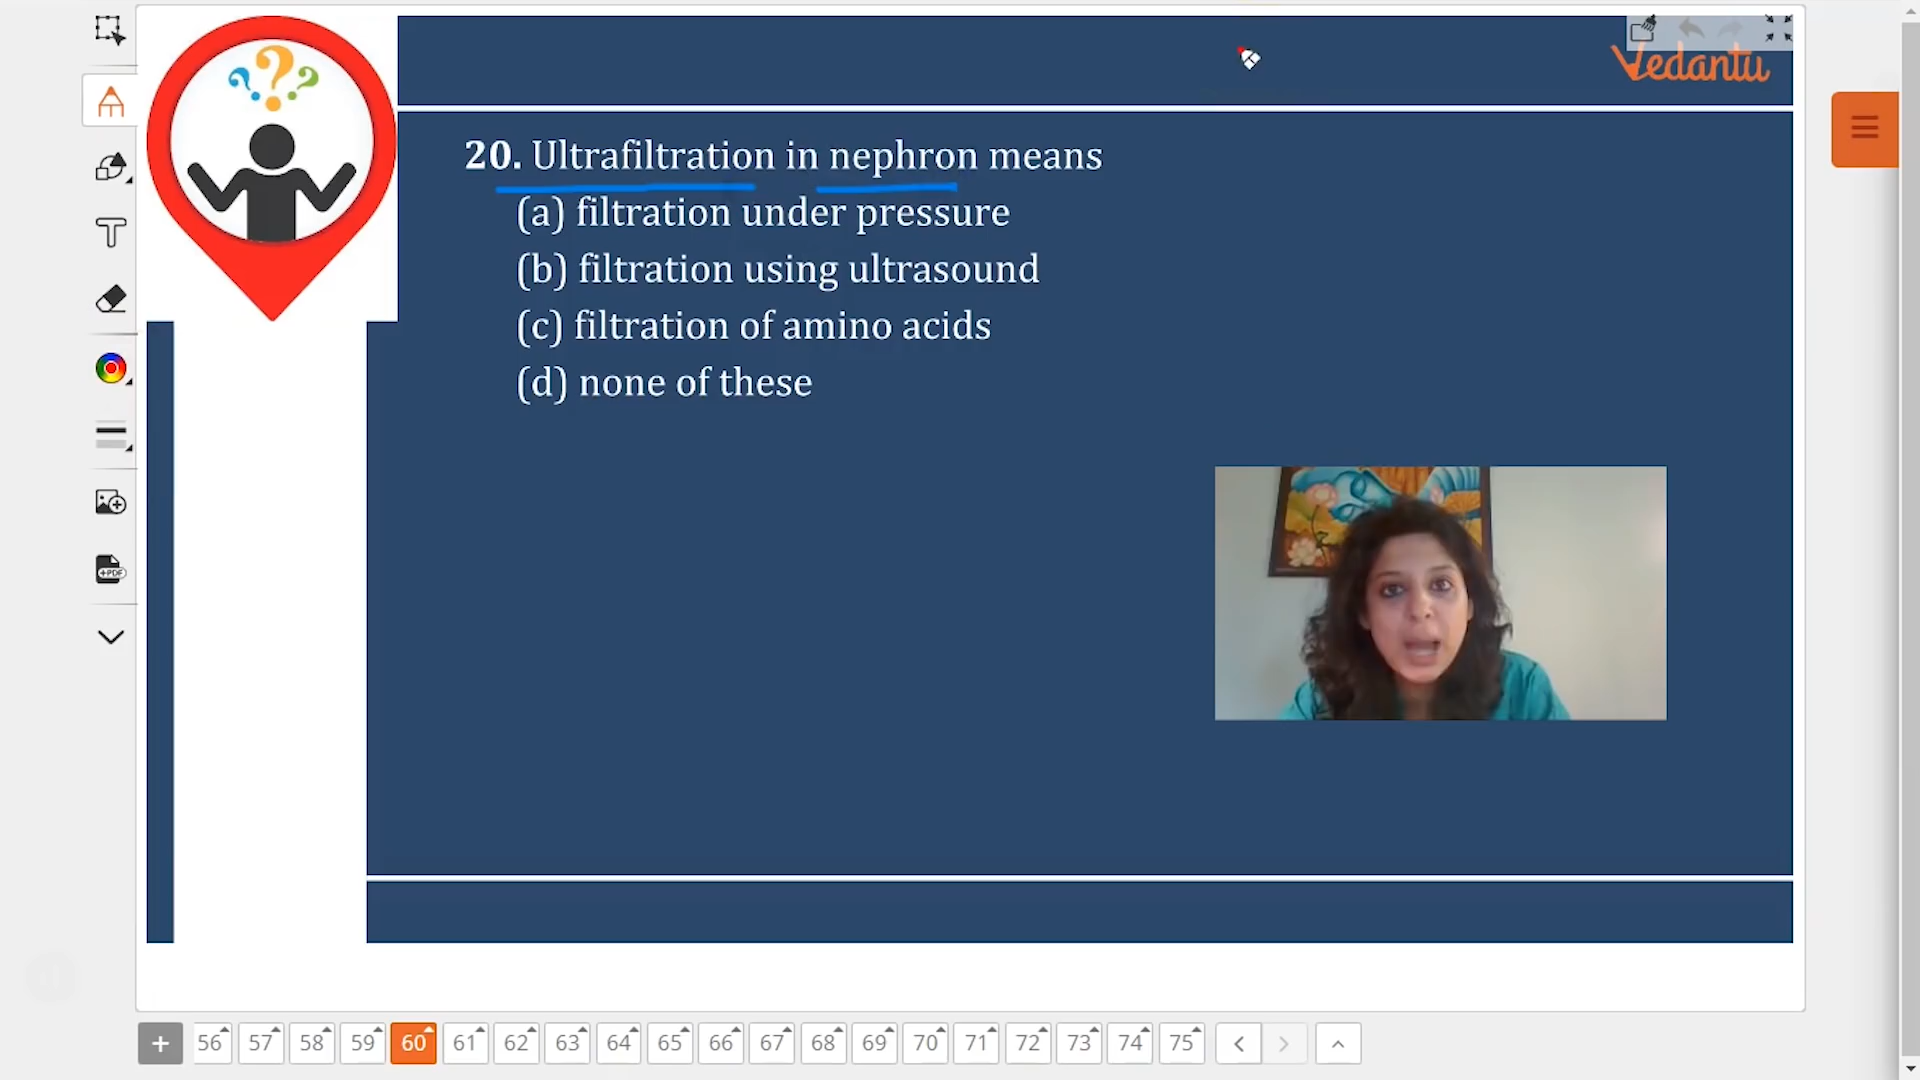 Vedantu
20. Ultrafiltration in nephron means
(a) filtration under pressure
(b) filtration using ultrasound
(c) filtration of amino acids
(d) none of these
+PDF
56 57 58 59 60 61 62 63 64 65 66 67 68 69 70 71 72 73 74 75